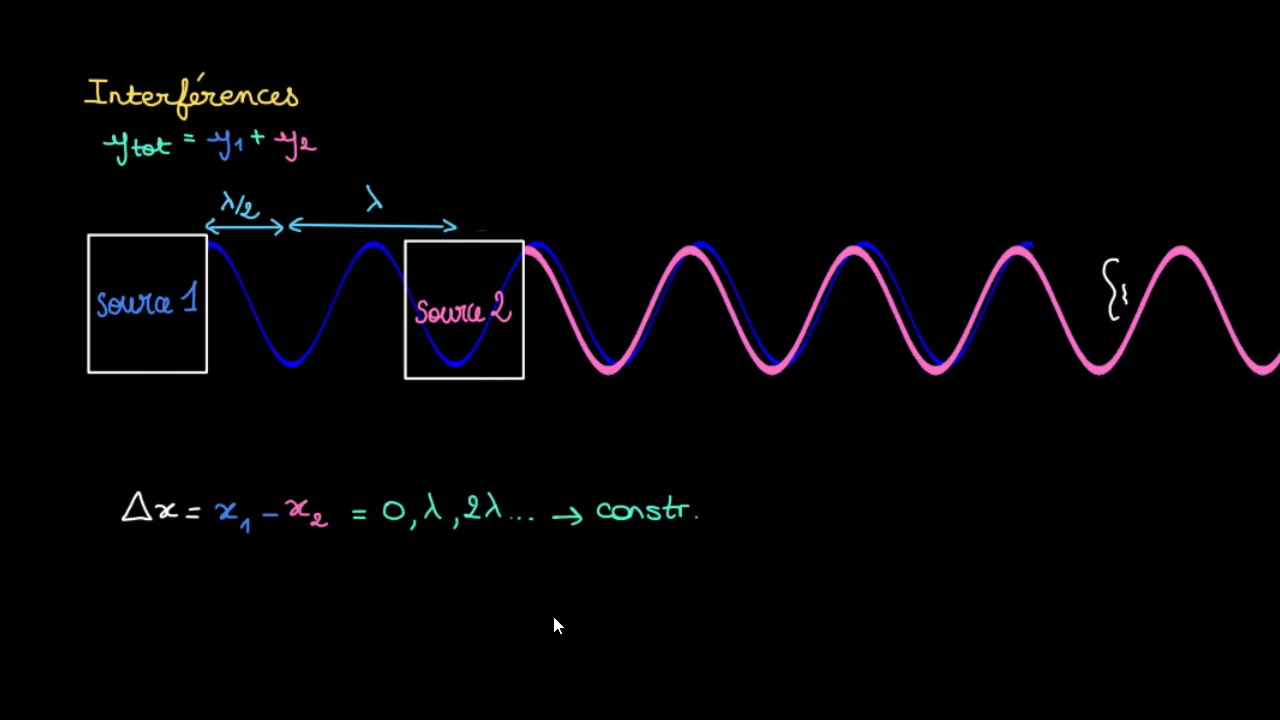 Interférences
ytot = y1 + y2
λ/2 λ
Source 1
Source 2
Δx = x1 - x2 = 0, λ, 2λ... → constr.